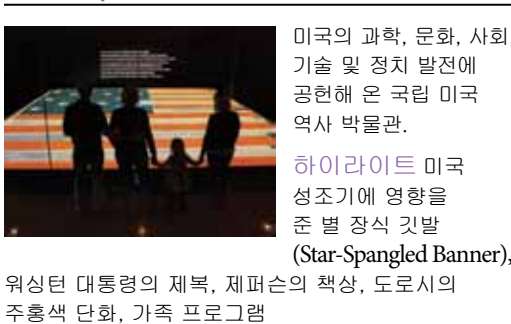 미국의 과학, 문화, 사회
기술 및 정치 발전에
공헌해 온 국립 미국
역사 박물관.
하이라이트 미국
성조기에 영향을
준 별 장식 깃발
(Star-Spangled Banner),
워싱턴 대통령의 제복, 제퍼슨의 책상, 도로시의
주홍색 단화, 가족 프로그램